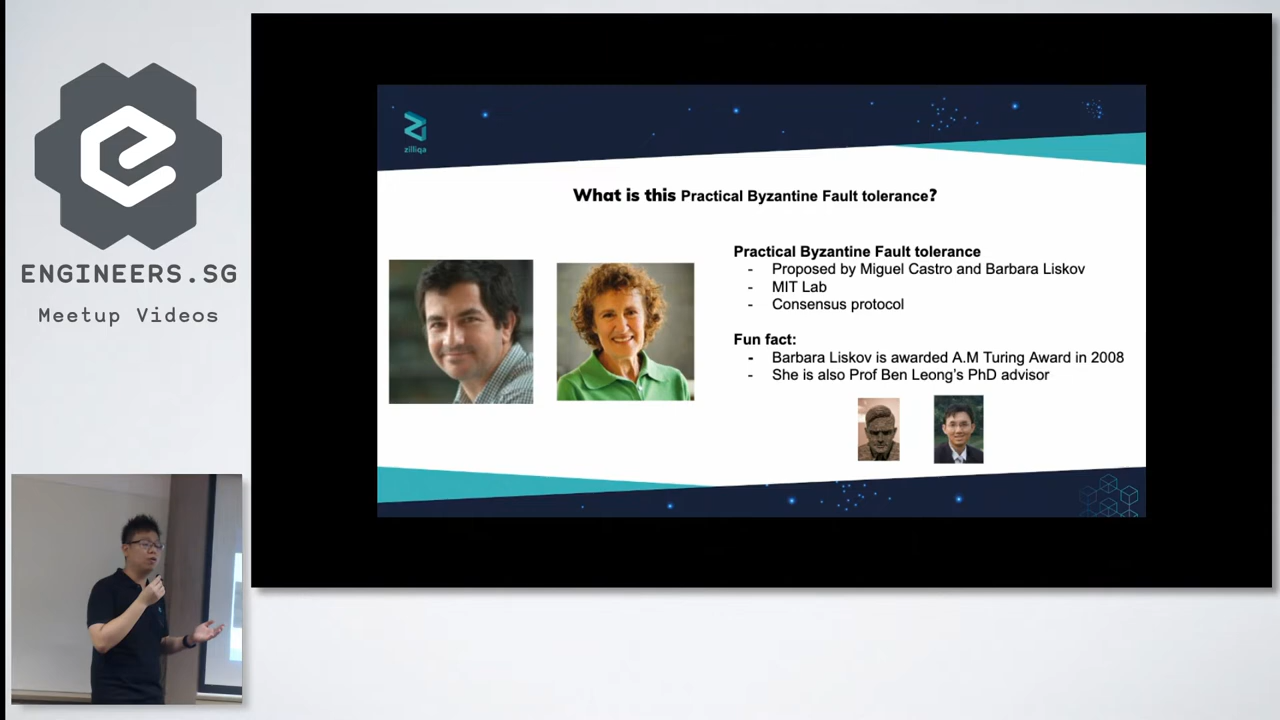 ENGINEERS.SG
Meetup Videos
zilliqa
What is this Practical Byzantine Fault tolerance?
Practical Byzantine Fault tolerance
- Proposed by Miguel Castro and Barbara Liskov
- MIT Lab
- Consensus protocol
Fun fact:
- Barbara Liskov is awarded A.M Turing Award in 2008
- She is also Prof Ben Leong's PhD advisor